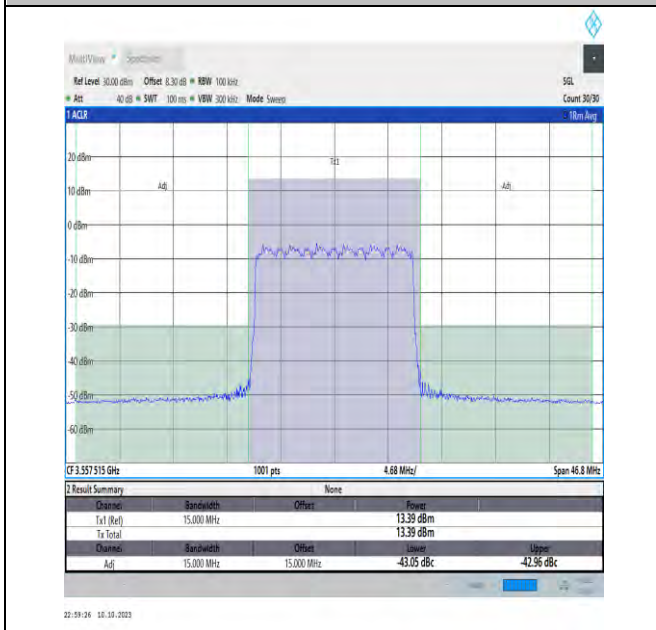 MultiView Spectrum
Ref Level 30.00 dBm Offset 8.30 dB RBW 100 kHz SGL
Att 40 dB SWT 100 ms VBW 300 kHz Mode Sweep Count 30/30
1 ACLR 1Rm Avg
Tx1
20 dBm
Adj Adj
10 dBm
0 dBm
-10 dBm
-20 dBm
-30 dBm
-40 dBm
-50 dBm
-60 dBm
CF 3.557 515 GHz 1001 pts 4.68 MHz/ Span 46.8 MHz
2 Result Summary None
Channel Bandwidth Offset Power
Tx1 (Ref) 15.000 MHz 13.39 dBm
Tx Total 13.39 dBm
Channel Bandwidth Offset Lower Upper
Adj 15.000 MHz 15.000 MHz -43.05 dBc -42.96 dBc
22:59:26 10.10.2023